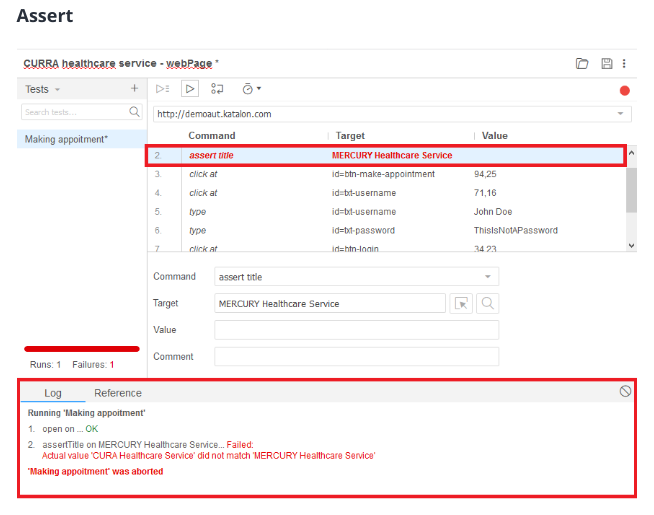 Assert
CURRA healthcare service - webPage *
Tests
Search tests...
Making appoitment*
http://demoaut.katalon.com
Command Target Value
2. assert title MERCURY Healthcare Service
3. click at id=btn-make-appointment 94,25
4. click at id=txt-username 71,16
5. type id=txt-username John Doe
6. type id=txt-password ThisIsNotAPassword
7. click at id=btn-login 34,23
Command assert title
Target MERCURY Healthcare Service
Value
Comment
Runs: 1 Failures: 1
Log Reference
Running 'Making appoitment'
1. open on ... OK
2. assertTitle on MERCURY Healthcare Service... Failed:
Actual value 'CURA Healthcare Service' did not match 'MERCURY Healthcare Service'
'Making appoitment' was aborted